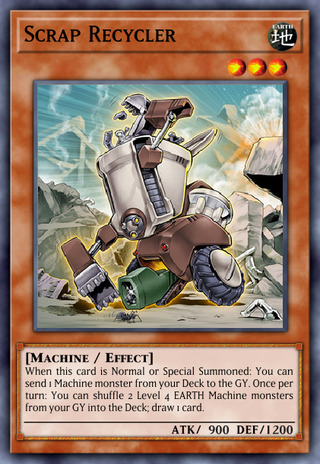 Scrap Recycler
EARTH
地
[Machine / Effect]
When this card is Normal or Special Summoned: You can
send 1 Machine monster from your Deck to the GY. Once per
turn: You can shuffle 2 Level 4 EARTH Machine monsters
from your GY into the Deck; draw 1 card.
ATK/ 900 DEF/1200